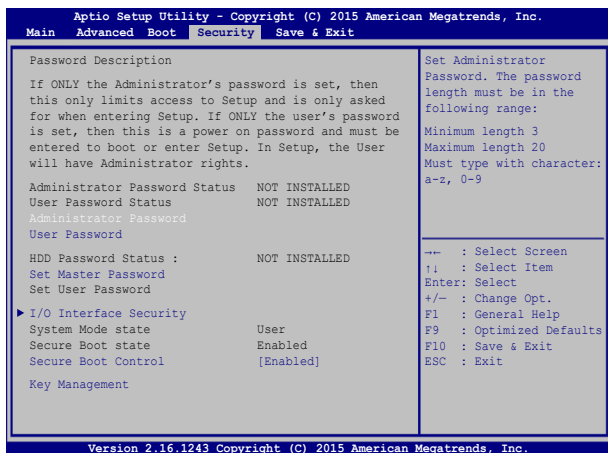 Aptio Setup Utility - Copyright (C) 2015 American Megatrends, Inc.
Main Advanced Boot Security Save & Exit
Password Description
If ONLY the Administrator's password is set, then
this only limits access to Setup and is only asked
for when entering Setup. If ONLY the user's password
is set, then this is a power on password and must be
entered to boot or enter Setup. In Setup, the User
will have Administrator rights.
Administrator Password Status NOT INSTALLED
User Password Status NOT INSTALLED
Administrator Password
User Password
HDD Password Status : NOT INSTALLED
Set Master Password
Set User Password
I/O Interface Security
System Mode state User
Secure Boot state Enabled
Secure Boot Control [Enabled]
Key Management
Set Administrator
Password. The password
length must be in the
following range:
Minimum length 3
Maximum length 20
Must type with character:
a-z, 0-9
→← : Select Screen
↑↓ : Select Item
Enter: Select
+/— : Change Opt.
F1 : General Help
F9 : Optimized Defaults
F10 : Save & Exit
ESC : Exit
Version 2.16.1243 Copyright (C) 2015 American Megatrends, Inc.